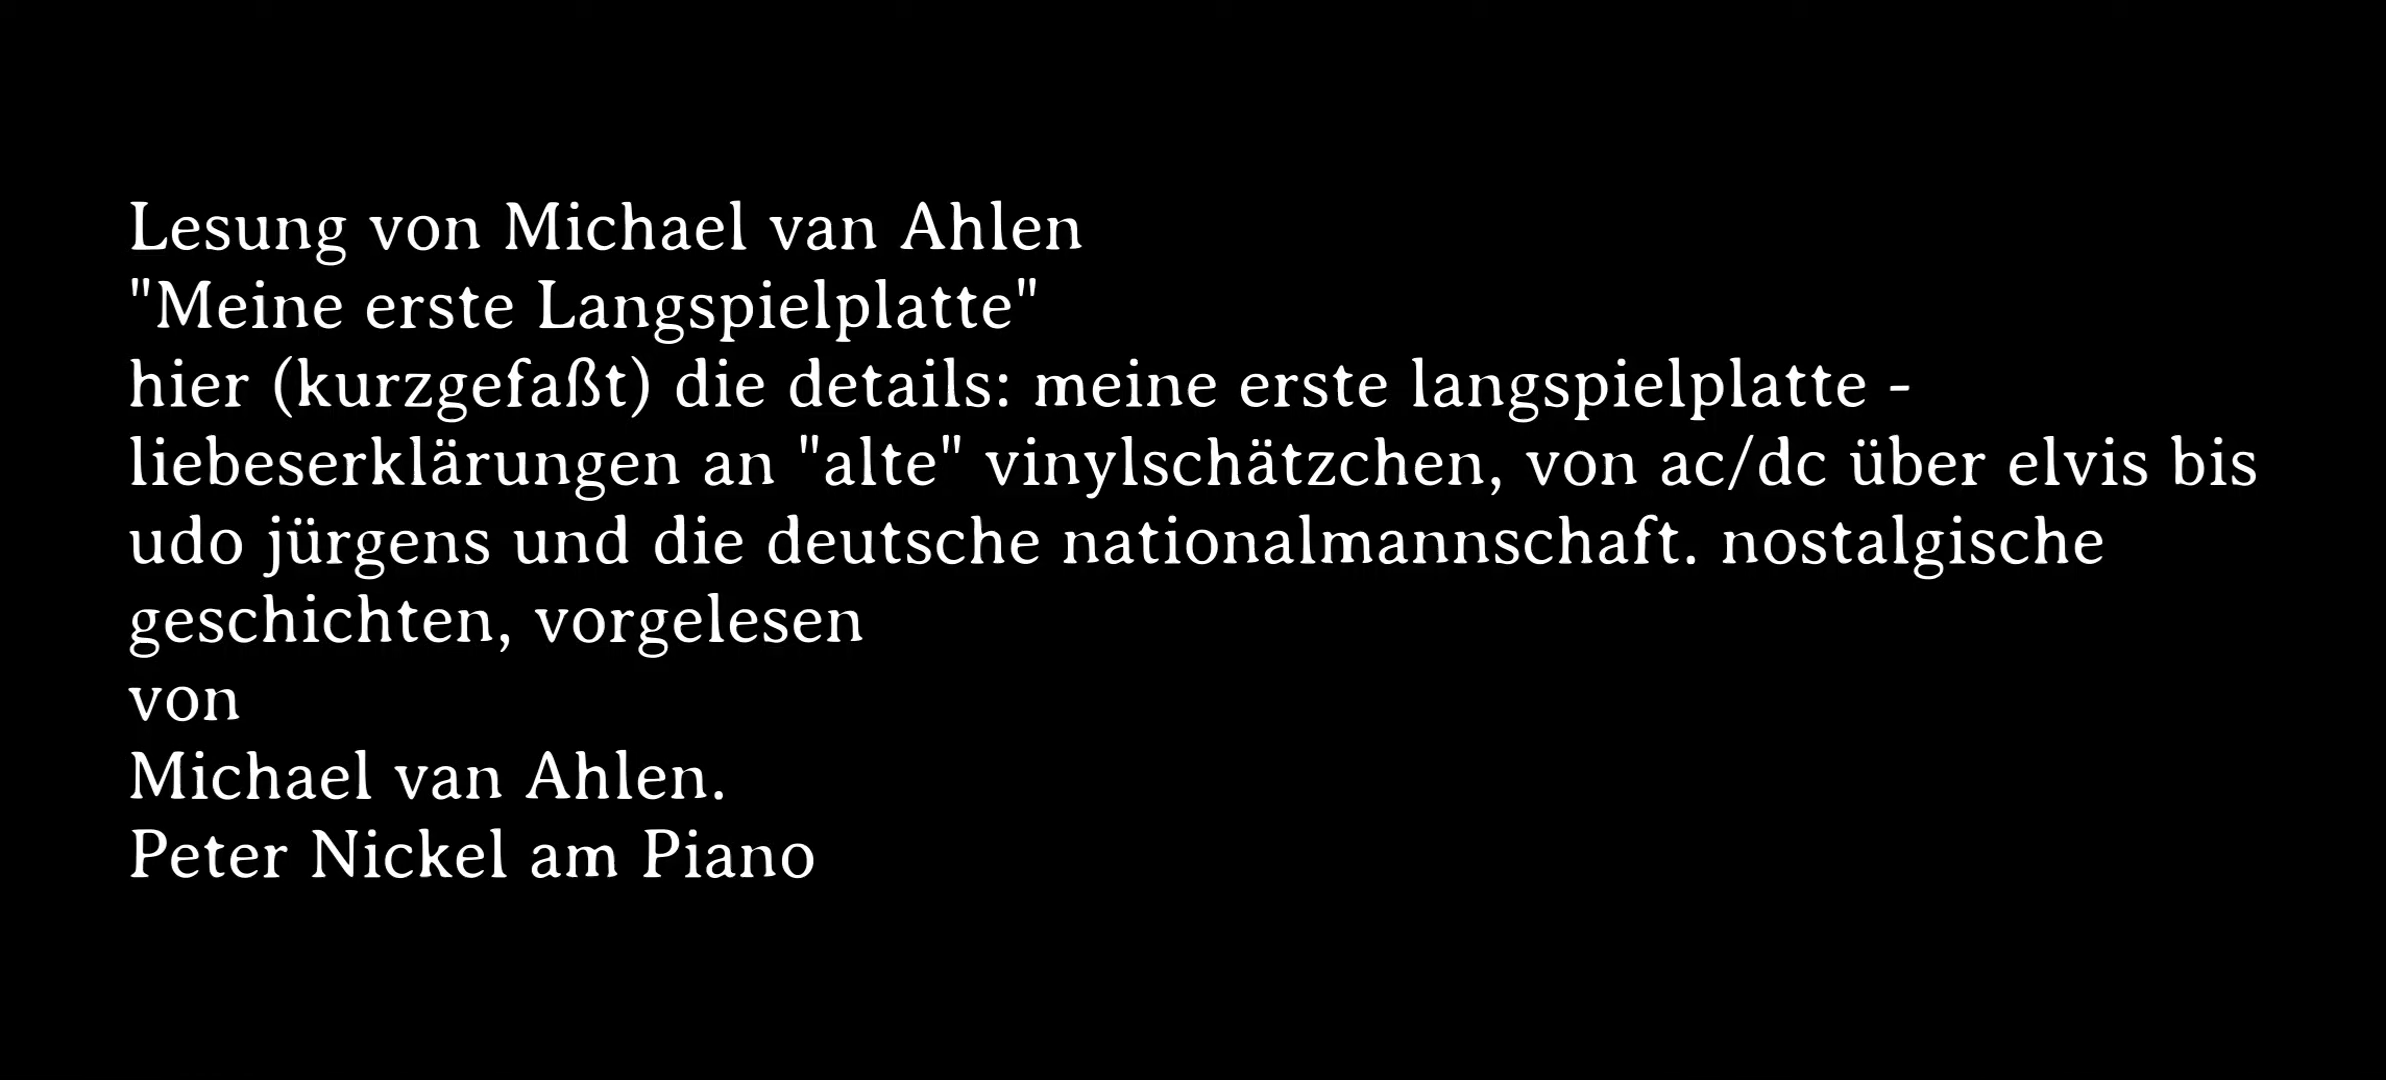 Lesung von Michael van Ahlen
"Meine erste Langspielplatte"
hier (kurzgefaßt) die details: meine erste langspielplatte -
liebeserklärungen an "alte" vinylschätzchen, von ac/dc über elvis bis
udo jürgens und die deutsche nationalmannschaft. nostalgische
geschichten, vorgelesen
von
Michael van Ahlen.
Peter Nickel am Piano